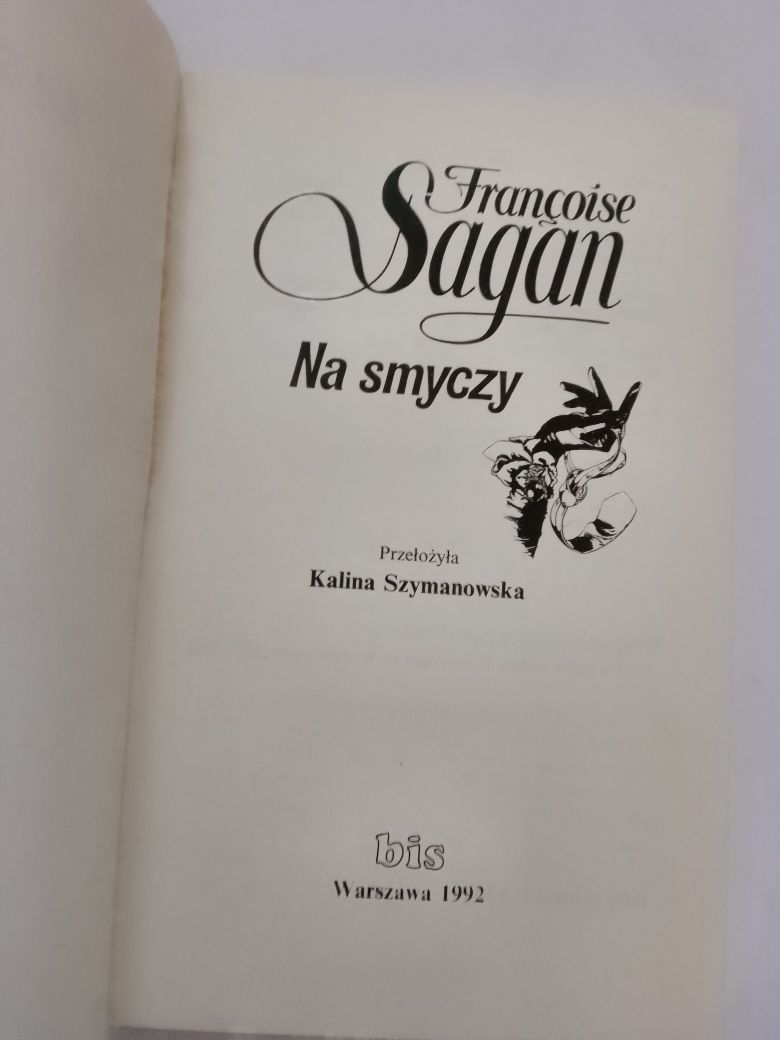 Françoise
Sagan
Na smyczy
Przełożyła
Kalina Szymanowska
bis
Warszawa 1992